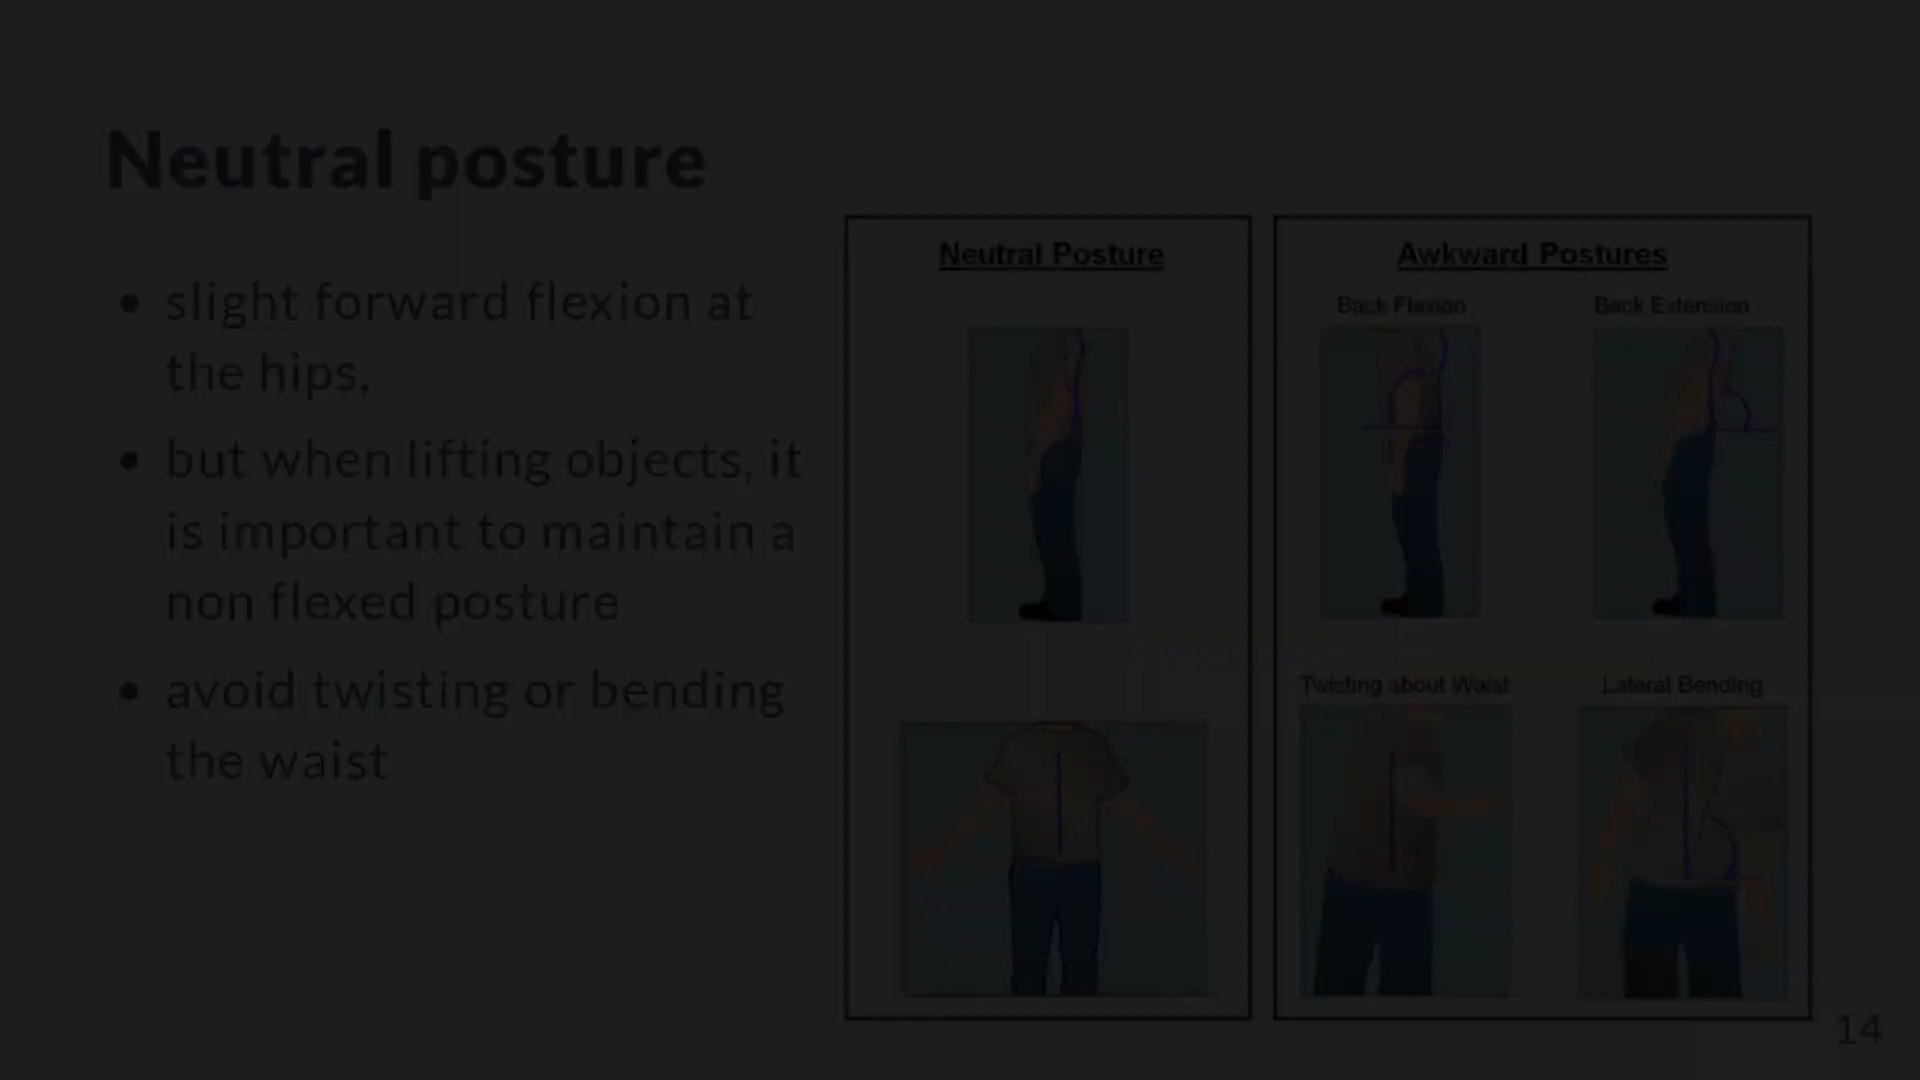 Neutral posture
• slight forward flexion at
the hips,
• but when lifting objects, it
is important to maintain a
non flexed posture
• avoid twisting or bending
the waist
Neutral Posture
Awkward Postures
Back Flexion
Back Extension
Twisting about Waist
Lateral Bending
14